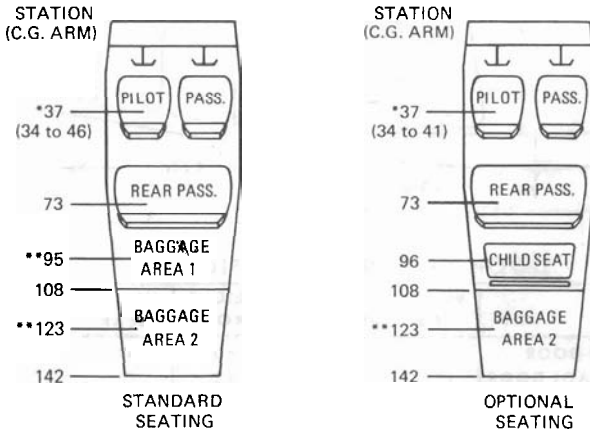 STATION
(C.G. ARM)
PILOT
PASS.
*37
(34 to 46)
REAR PASS.
73
**95
BAGGAGE
AREA 1
108
**123
BAGGAGE
AREA 2
142
STANDARD
SEATING
STATION
(C.G. ARM)
PILOT
PASS.
*37
(34 to 41)
REAR PASS.
73
96
CHILD SEAT
108
**123
BAGGAGE
AREA 2
142
OPTIONAL
SEATING